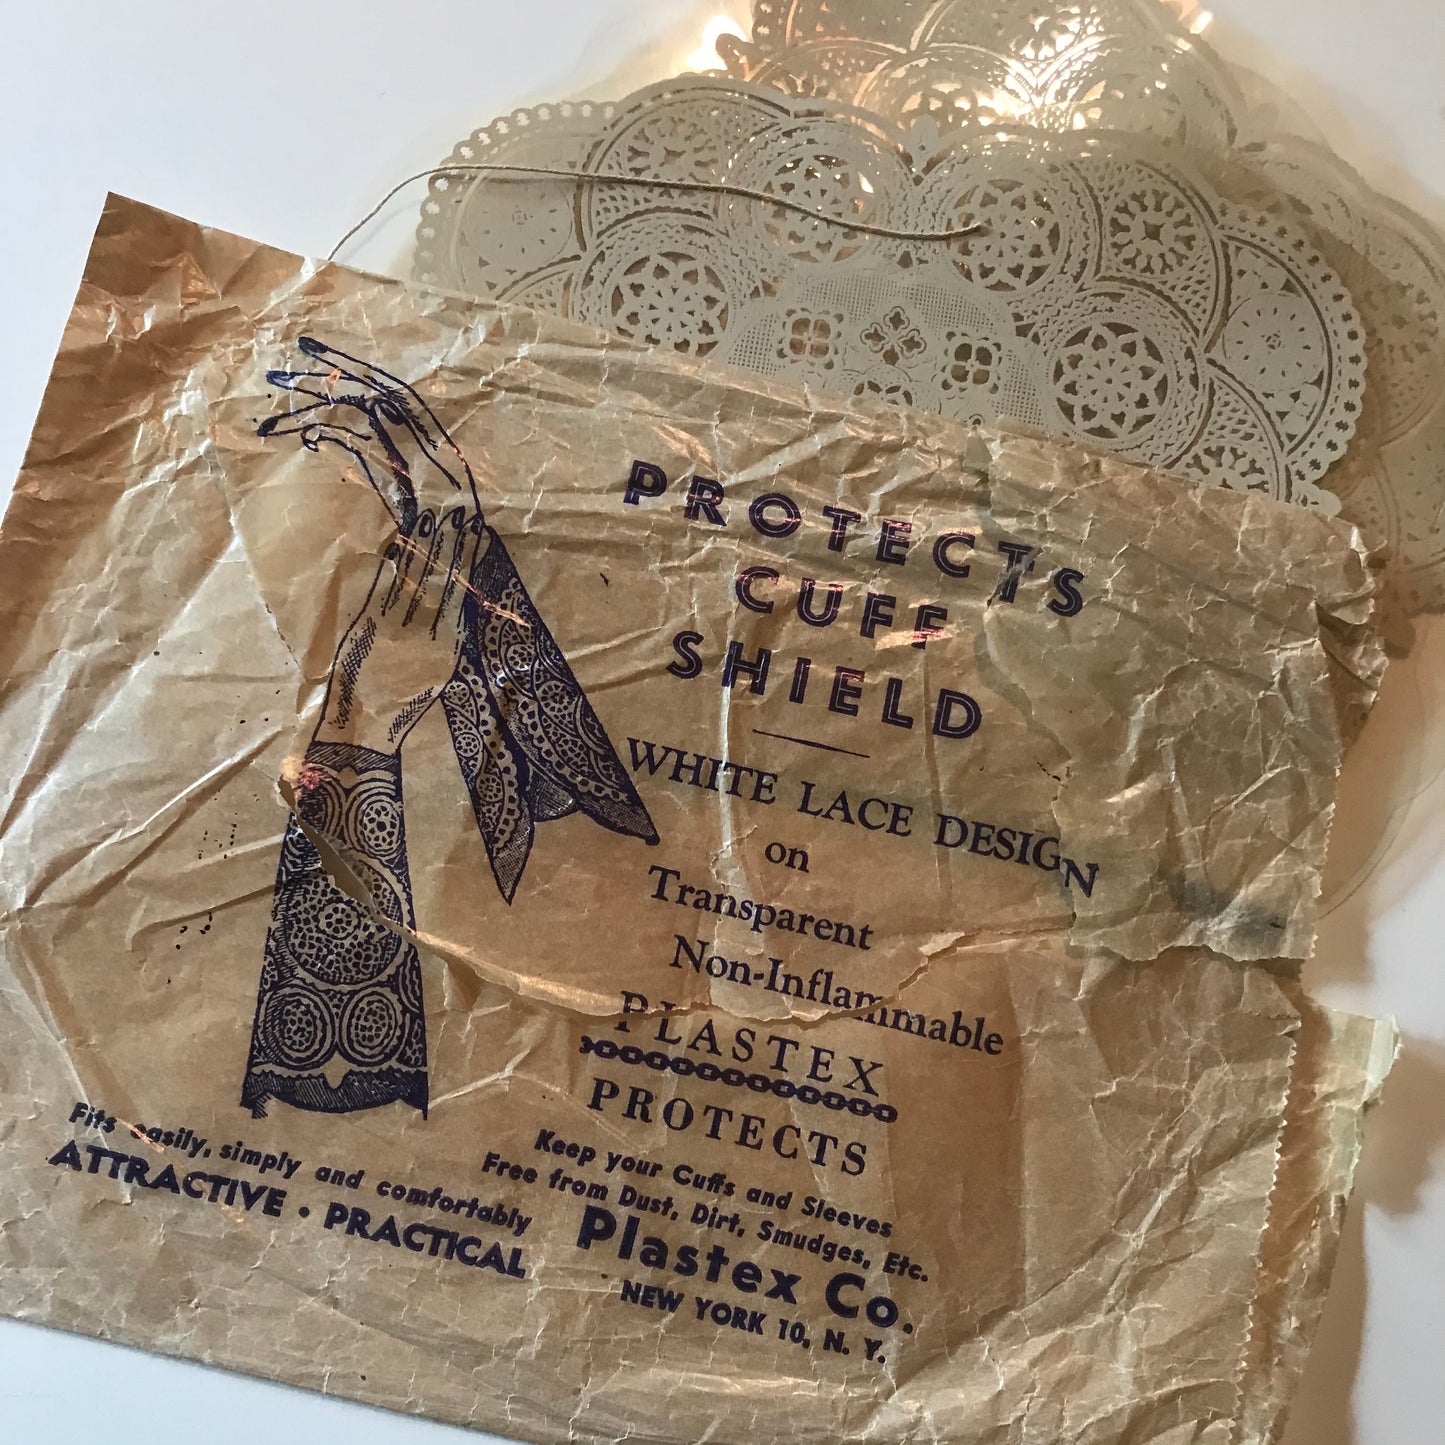 PROTECTS
CUFF
SHIELD
WHITE LACE DESIGN
on
Transparent
Non-Inflammable
PLASTEX
PROTECTS
Keep your Cuffs and Sleeves
Free from Dust, Dirt, Smudges, Etc.
Plastex Co.
NEW YORK 10, N. Y.
Fits easily, simply and comfortably
ATTRACTIVE • PRACTICAL